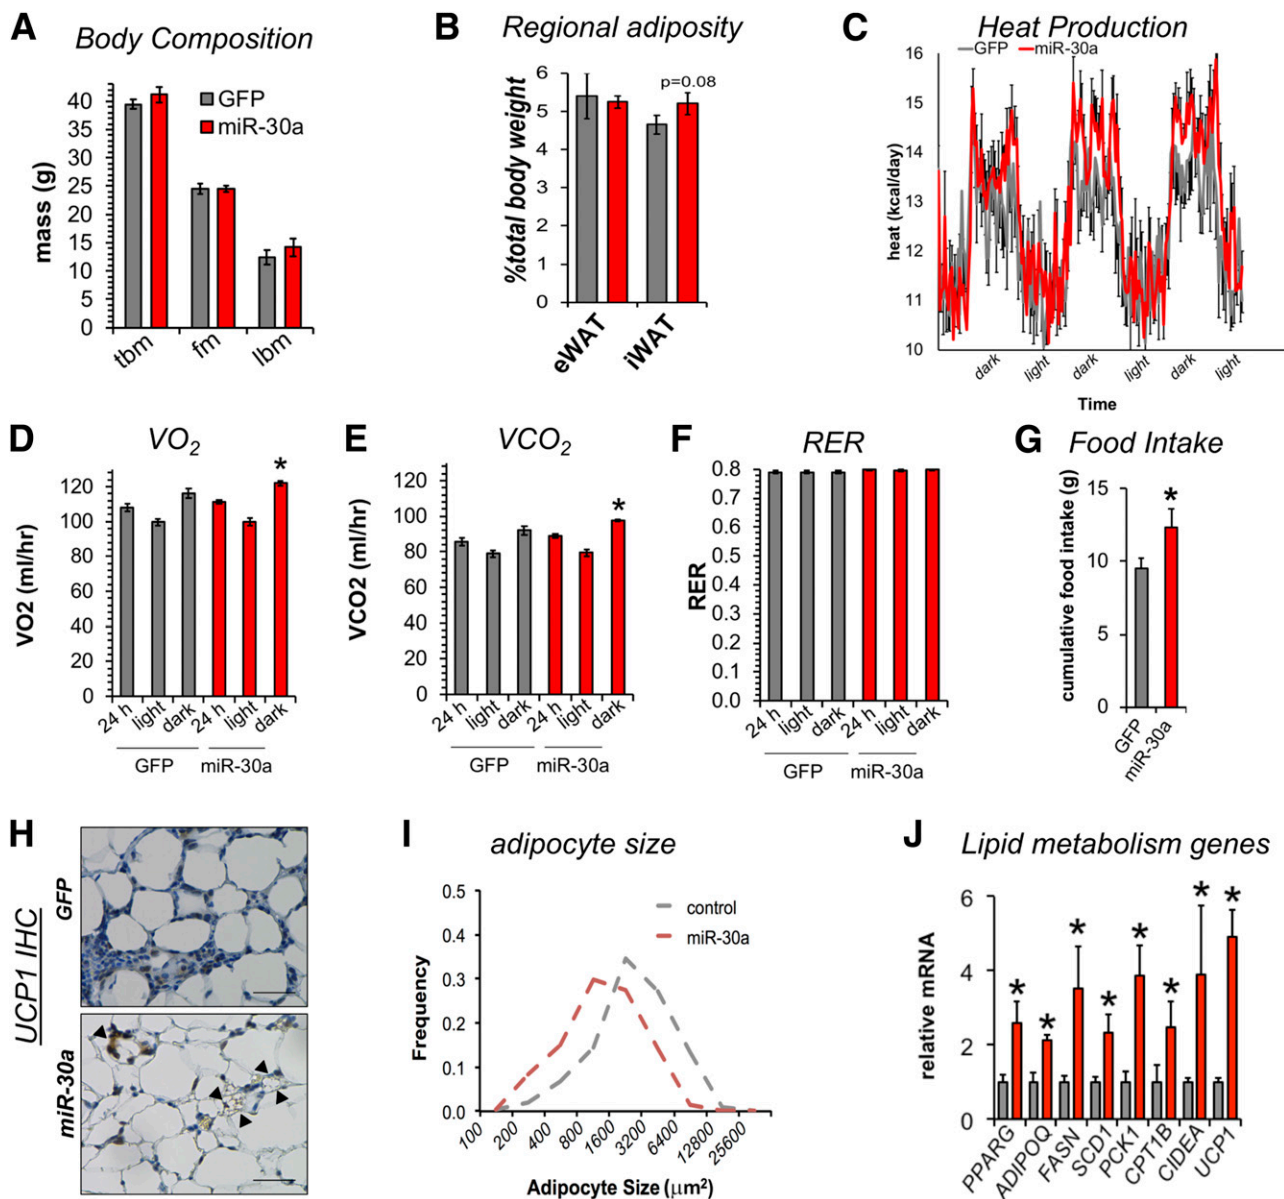 A Body Composition
mass (g)
45
40
35
30
25
20
15
10
5
0
GFP
miR-30a
tbm fm lbm
B Regional adiposity
%total body weight
6
5
4
3
2
1
0
p=0.08
eWAT iWAT
C Heat Production
GFP miR-30a
heat (kcal/day)
16
15
14
13
12
11
10
dark light dark light dark light
Time
D VO2
VO2 (ml/hr)
120
100
80
60
40
20
0
*
24 h light dark 24 h light dark
GFP miR-30a
E VCO2
VCO2 (ml/hr)
120
100
80
60
40
20
0
*
24 h light dark 24 h light dark
GFP miR-30a
F RER
RER
0.8
0.7
0.6
0.5
0.4
0.3
0.2
0.1
0.0
24 h light dark 24 h light dark
GFP miR-30a
G Food Intake
cumulative food intake (g)
15
10
5
0
*
GFP miR-30a
H
UCP1 IHC
GFP
miR-30a
I adipocyte size
Frequency
0.5
0.4
0.3
0.2
0.1
0.0
control
miR-30a
100 200 400 800 1600 3200 6400 12800 25600
Adipocyte Size (μm²)
J Lipid metabolism genes
relative mRNA
6
4
2
0
* * * * * * * *
PPARG ADIPOQ FASN SCD1 PCK1 CPT1B CIDEA UCP1